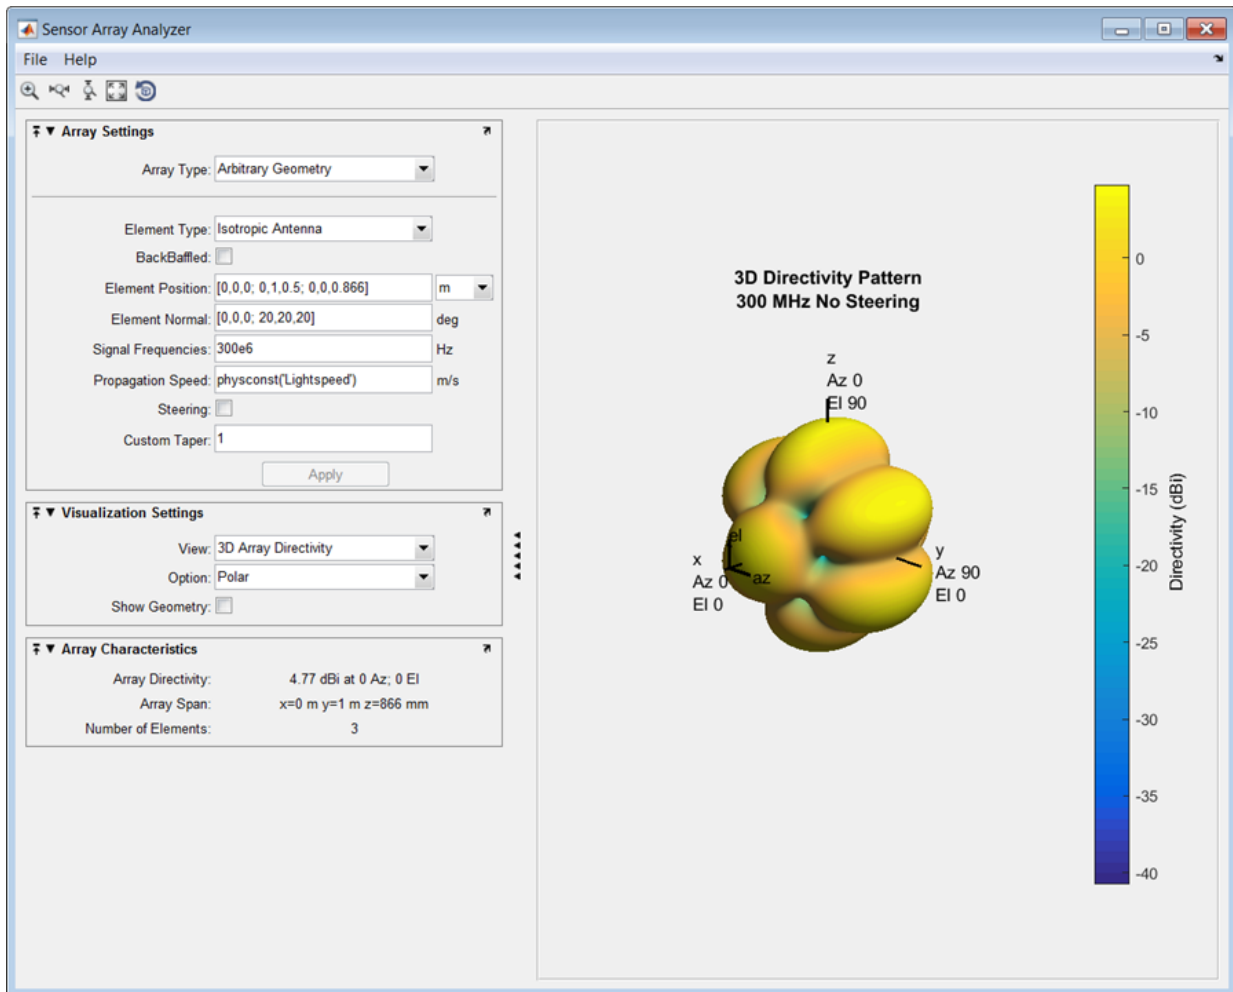 Sensor Array Analyzer
File Help
Array Settings
Array Type: Arbitrary Geometry
Element Type: Isotropic Antenna
BackBaffled:
Element Position: [0,0,0; 0,1,0.5; 0,0,0.866] m
Element Normal: [0,0,0; 20,20,20] deg
Signal Frequencies: 300e6 Hz
Propagation Speed: physconst('Lightspeed') m/s
Steering:
Custom Taper: 1
Apply
Visualization Settings
View: 3D Array Directivity
Option: Polar
Show Geometry:
Array Characteristics
Array Directivity: 4.77 dBi at 0 Az; 0 El
Array Span: x=0 m y=1 m z=866 mm
Number of Elements: 3
3D Directivity Pattern
300 MHz No Steering
z
Az 0
El 90
el
az
x
Az 0
El 0
y
Az 90
El 0
0
-5
-10
-15
-20
-25
-30
-35
-40
Directivity (dBi)